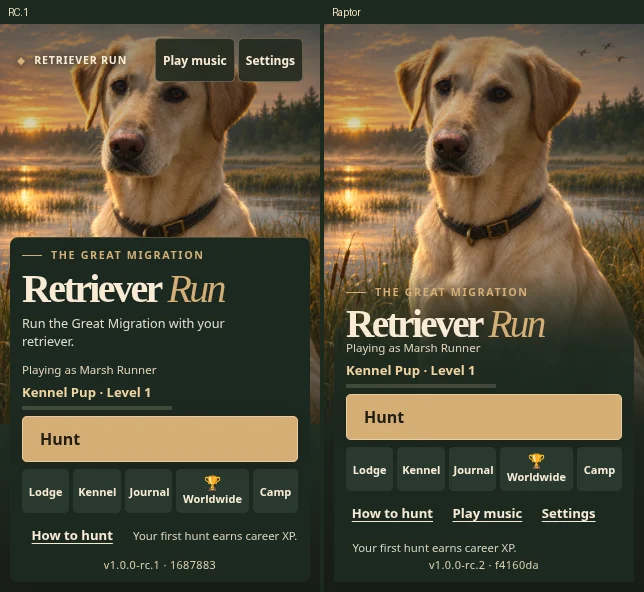 RC.1
RETRIEVER RUN
Play music
Settings
THE GREAT MIGRATION
Retriever Run
Run the Great Migration with your
retriever.
Playing as Marsh Runner
Kennel Pup · Level 1
Hunt
Lodge
Kennel
Journal
🏆 Worldwide
Camp
How to hunt
Your first hunt earns career XP.
v1.0.0-rc.1 · 1687883
Raptor
THE GREAT MIGRATION
Retriever Run
Playing as Marsh Runner
Kennel Pup · Level 1
Hunt
Lodge
Kennel
Journal
🏆 Worldwide
Camp
How to hunt
Play music
Settings
Your first hunt earns career XP.
v1.0.0-rc.2 · f4160da